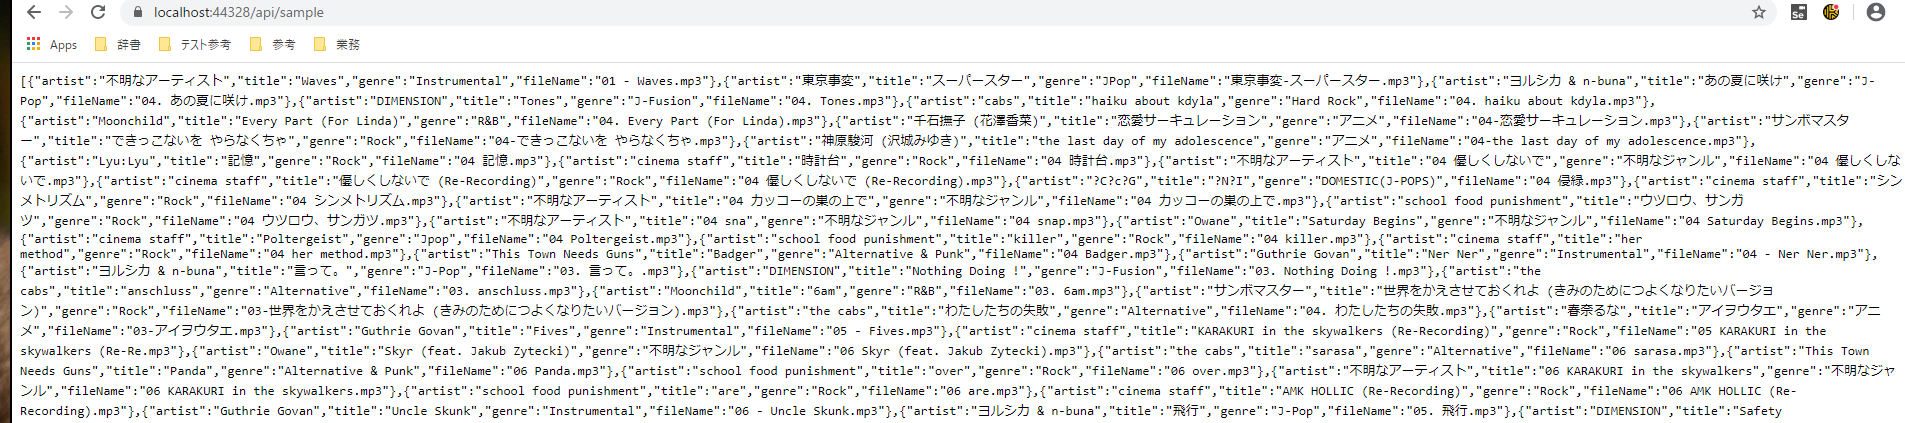 localhost:44328/api/sample
Se
Apps 辞書 テスト参考 参考 業務
[{"artist":"不明なアーティスト","title":"Waves","genre":"Instrumental","fileName":"01 - Waves.mp3"},{"artist":"東京事変","title":"スーパースター","genre":"JPop","fileName":"東京事変-スーパースター.mp3"},{"artist":"ヨルシカ & n-buna","title":"あの夏に咲け","genre":"J-
Pop","fileName":"04. あの夏に咲け.mp3"},{"artist":"DIMENSION","title":"Tones","genre":"J-Fusion","fileName":"04. Tones.mp3"},{"artist":"cabs","title":"haiku about kdyla","genre":"Hard Rock","fileName":"04. haiku about kdyla.mp3"},
{"artist":"Moonchild","title":"Every Part (For Linda)","genre":"R&B","fileName":"04. Every Part (For Linda).mp3"},{"artist":"千石撫子 (花澤香菜)","title":"恋愛サーキュレーション","genre":"アニメ","fileName":"04-恋愛サーキュレーション.mp3"},{"artist":"サンボマスタ
ー","title":"できっこないを やらなくちゃ","genre":"Rock","fileName":"04-できっこないを やらなくちゃ.mp3"},{"artist":"神原駿河 (沢城みゆき)","title":"the last day of my adolescence","genre":"アニメ","fileName":"04-the last day of my adolescence.mp3"},
{"artist":"Lyu:Lyu","title":"記憶","genre":"Rock","fileName":"04 記憶.mp3"},{"artist":"cinema staff","title":"時計台","genre":"Rock","fileName":"04 時計台.mp3"},{"artist":"不明なアーティスト","title":"04 優しくしないで","genre":"不明なジャンル","fileName":"04 優しくしな
いで.mp3"},{"artist":"cinema staff","title":"優しくしないで (Re-Recording)","genre":"Rock","fileName":"04 優しくしないで (Re-Recording).mp3"},{"artist":"?C?c?G","title":"?N?I","genre":"DOMESTIC(J-POPS)","fileName":"04 侵緑.mp3"},{"artist":"cinema staff","title":"シン
メトリズム","genre":"Rock","fileName":"04 シンメトリズム.mp3"},{"artist":"不明なアーティスト","title":"04 カッコーの巣の上で","genre":"不明なジャンル","fileName":"04 カッコーの巣の上で.mp3"},{"artist":"school food punishment","title":"ウツロウ、サンガ
ツ","genre":"Rock","fileName":"04 ウツロウ、サンガツ.mp3"},{"artist":"不明なアーティスト","title":"04 sna","genre":"不明なジャンル","fileName":"04 snap.mp3"},{"artist":"Owane","title":"Saturday Begins","genre":"不明なジャンル","fileName":"04 Saturday Begins.mp3"},
{"artist":"cinema staff","title":"Poltergeist","genre":"Jpop","fileName":"04 Poltergeist.mp3"},{"artist":"school food punishment","title":"killer","genre":"Rock","fileName":"04 killer.mp3"},{"artist":"cinema staff","title":"her
method","genre":"Rock","fileName":"04 her method.mp3"},{"artist":"This Town Needs Guns","title":"Badger","genre":"Alternative & Punk","fileName":"04 Badger.mp3"},{"artist":"Guthrie Govan","title":"Ner Ner","genre":"Instrumental","fileName":"04 - Ner Ner.mp3"},
{"artist":"ヨルシカ & n-buna","title":"言って。","genre":"J-Pop","fileName":"03. 言って。.mp3"},{"artist":"DIMENSION","title":"Nothing Doing !","genre":"J-Fusion","fileName":"03. Nothing Doing !.mp3"},{"artist":"the
cabs","title":"anschluss","genre":"Alternative","fileName":"03. anschluss.mp3"},{"artist":"Moonchild","title":"6am","genre":"R&B","fileName":"03. 6am.mp3"},{"artist":"サンボマスター","title":"世界をかえさせておくれよ (きみのためにつよくなりたいバージョ
ン)","genre":"Rock","fileName":"03-世界をかえさせておくれよ (きみのためにつよくなりたいバージョン).mp3"},{"artist":"the cabs","title":"わたしたちの失敗","genre":"Alternative","fileName":"04. わたしたちの失敗.mp3"},{"artist":"春奈るな","title":"アイヲウタエ","genre":"アニ
メ","fileName":"03-アイヲウタエ.mp3"},{"artist":"Guthrie Govan","title":"Fives","genre":"Instrumental","fileName":"05 - Fives.mp3"},{"artist":"cinema staff","title":"KARAKURI in the skywalkers (Re-Recording)","genre":"Rock","fileName":"05 KARAKURI in the
skywalkers (Re-Re.mp3"},{"artist":"Owane","title":"Skyr (feat. Jakub Zytecki)","genre":"不明なジャンル","fileName":"06 Skyr (feat. Jakub Zytecki).mp3"},{"artist":"the cabs","title":"sarasa","genre":"Alternative","fileName":"06 sarasa.mp3"},{"artist":"This Town
Needs Guns","title":"Panda","genre":"Alternative & Punk","fileName":"06 Panda.mp3"},{"artist":"school food punishment","title":"over","genre":"Rock","fileName":"06 over.mp3"},{"artist":"不明なアーティスト","title":"06 KARAKURI in the skywalkers","genre":"不明なジャ
ンル","fileName":"06 KARAKURI in the skywalkers.mp3"},{"artist":"school food punishment","title":"are","genre":"Rock","fileName":"06 are.mp3"},{"artist":"cinema staff","title":"AMK HOLLIC (Re-Recording)","genre":"Rock","fileName":"06 AMK HOLLIC (Re-
Recording).mp3"},{"artist":"Guthrie Govan","title":"Uncle Skunk","genre":"Instrumental","fileName":"06 - Uncle Skunk.mp3"},{"artist":"ヨルシカ & n-buna","title":"飛行","genre":"J-Pop","fileName":"05. 飛行.mp3"},{"artist":"DIMENSION","title":"Safety